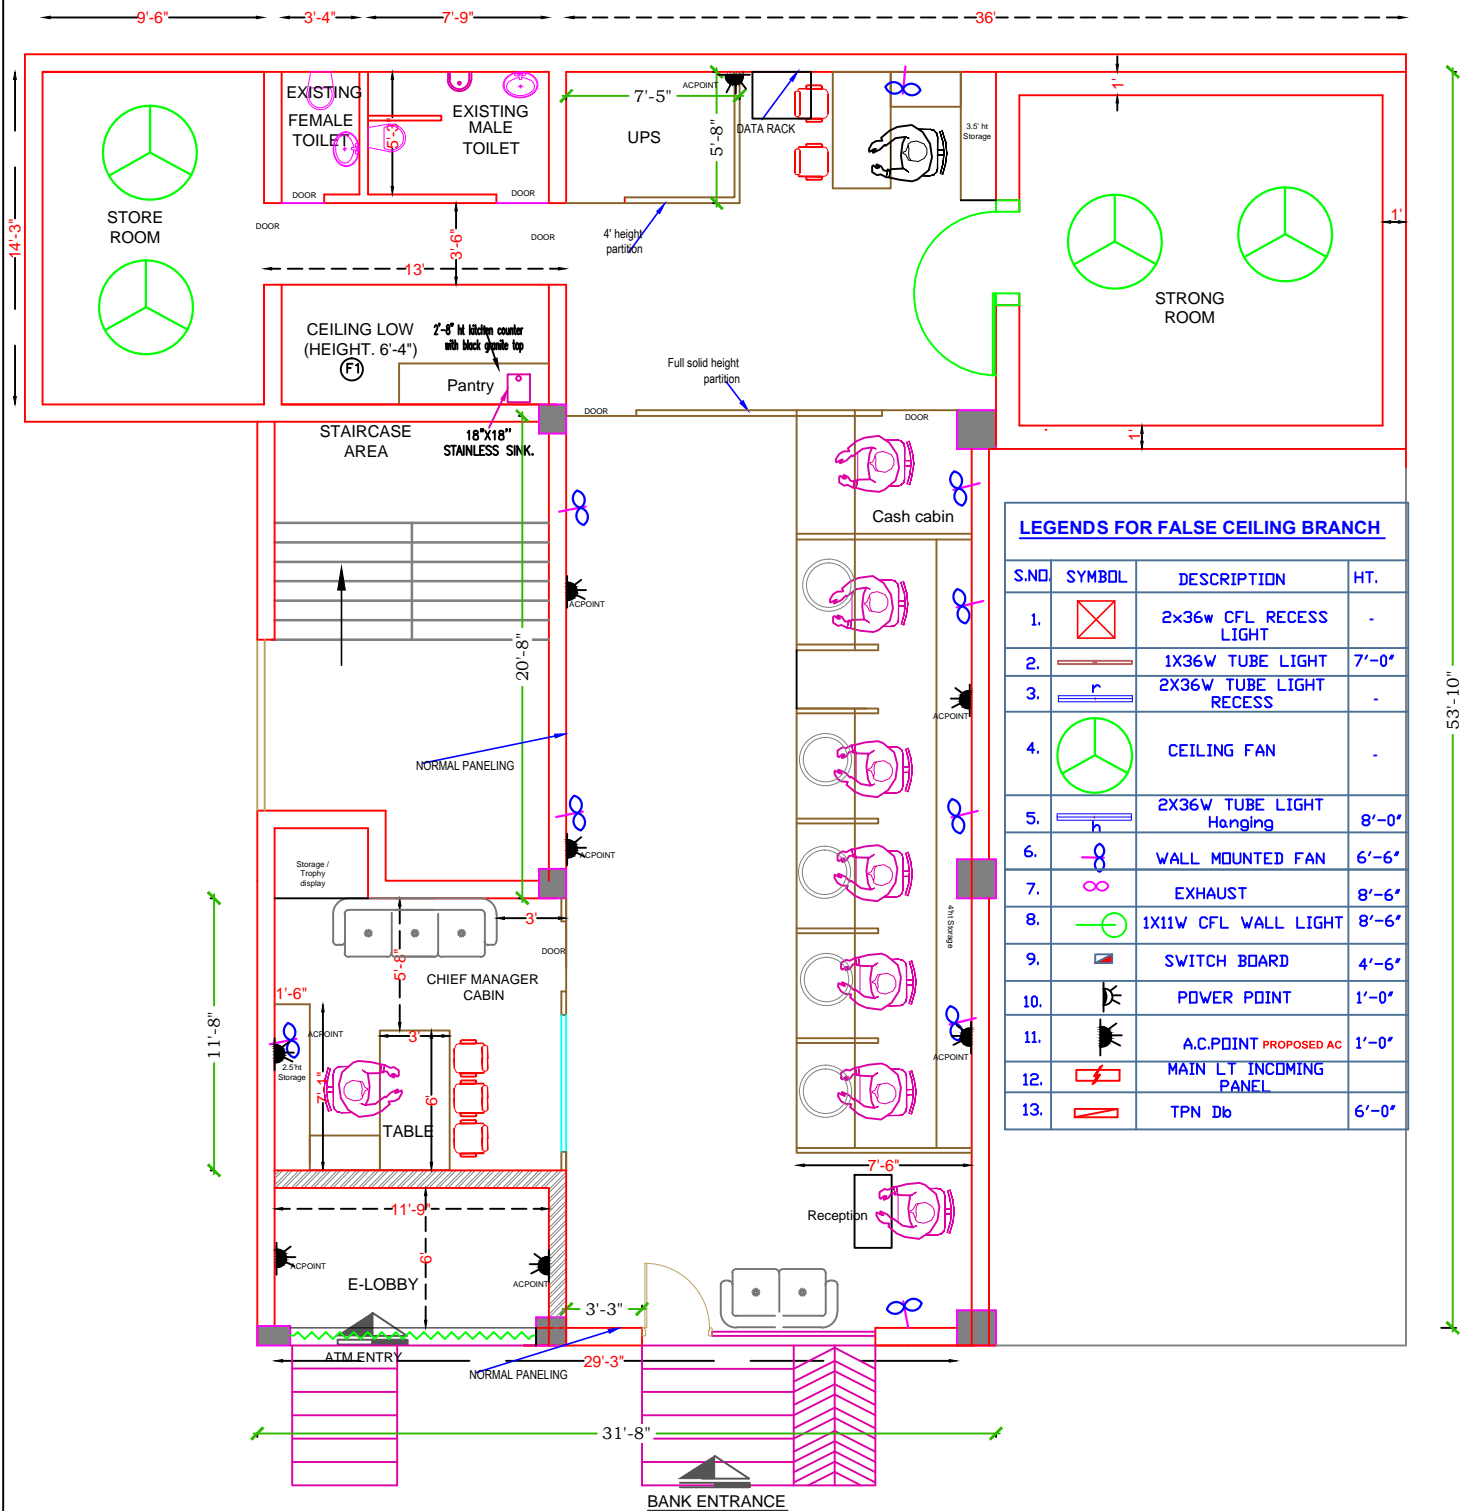 9'-6"
3'-4"
7'-9"
36'
EXISTING
FEMALE
TOILET
EXISTING
MALE
TOILET
5'-3"
7'-5"
UPS
5'-8"
ACPOINT
DATA RACK
3.5' ht
Storage
1'
1'
1'
14'-3"
STORE
ROOM
DOOR
DOOR
DOOR
DOOR
3'-6"
13'
4' height
partition
STRONG
ROOM
CEILING LOW
(HEIGHT. 6'-4")
F1
2'-8" ht kitchen counter
with black granite top
Pantry
18"X18"
STAINLESS SINK.
STAIRCASE
AREA
Full solid height
partition
DOOR
DOOR
Cash cabin
20'-8"
ACPOINT
ACPOINT
ACPOINT
ACPOINT
NORMAL PANELING
4'ht Storage
53'-10"
LEGENDS FOR FALSE CEILING BRANCH
S.NO. SYMBOL DESCRIPTION HT.
1. 2x36w CFL RECESS LIGHT -
2. 1X36W TUBE LIGHT 7'-0"
3. r 2X36W TUBE LIGHT RECESS -
4. CEILING FAN -
5. h 2X36W TUBE LIGHT Hanging 8'-0"
6. WALL MOUNTED FAN 6'-6"
7. EXHAUST 8'-6"
8. 1X11W CFL WALL LIGHT 8'-6"
9. SWITCH BOARD 4'-6"
10. POWER POINT 1'-0"
11. A.C.POINT PROPOSED AC 1'-0"
12. MAIN LT INCOMING PANEL
13. TPN Db 6'-0"
Storage /
Trophy
display
3'
DOOR
5'-8"
CHIEF MANAGER
CABIN
1'-6"
ACPOINT
2.5'ht
Storage
7'-1"
3'
6'
TABLE
11'-8"
11'-9"
6'
ACPOINT
ACPOINT
E-LOBBY
ATM ENTRY
7'-6"
Reception
3'-3"
29'-3"
NORMAL PANELING
31'-8"
BANK ENTRANCE